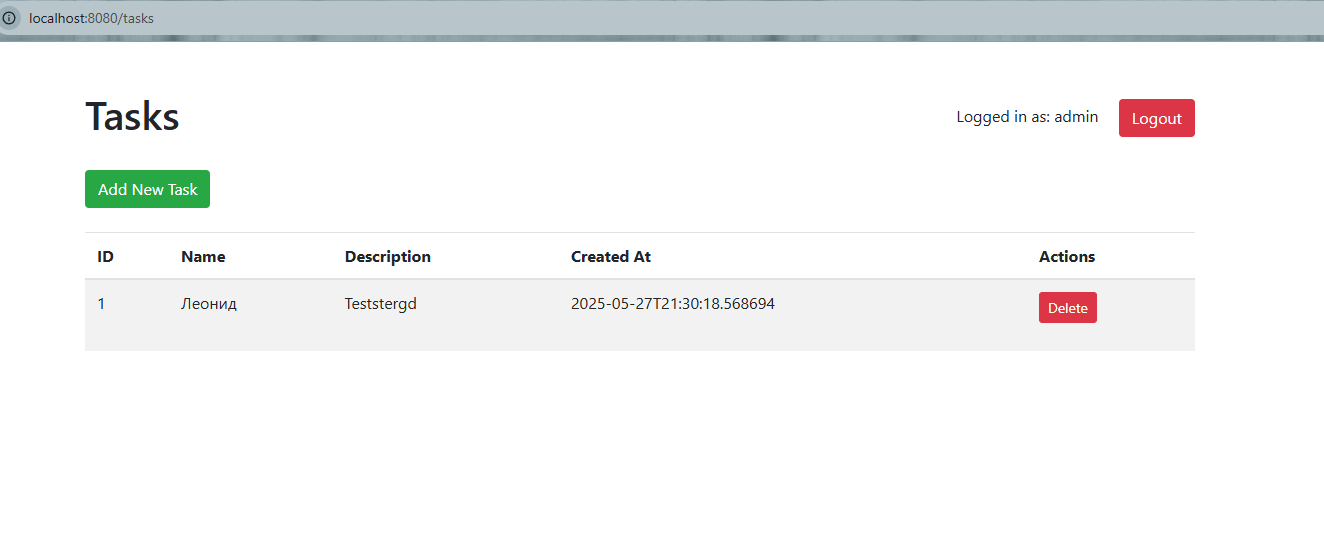 localhost:8080/tasks
Tasks
Logged in as: admin
Logout
Add New Task
ID Name Description Created At Actions
1 Леонид Teststergd 2025-05-27T21:30:18.568694 Delete